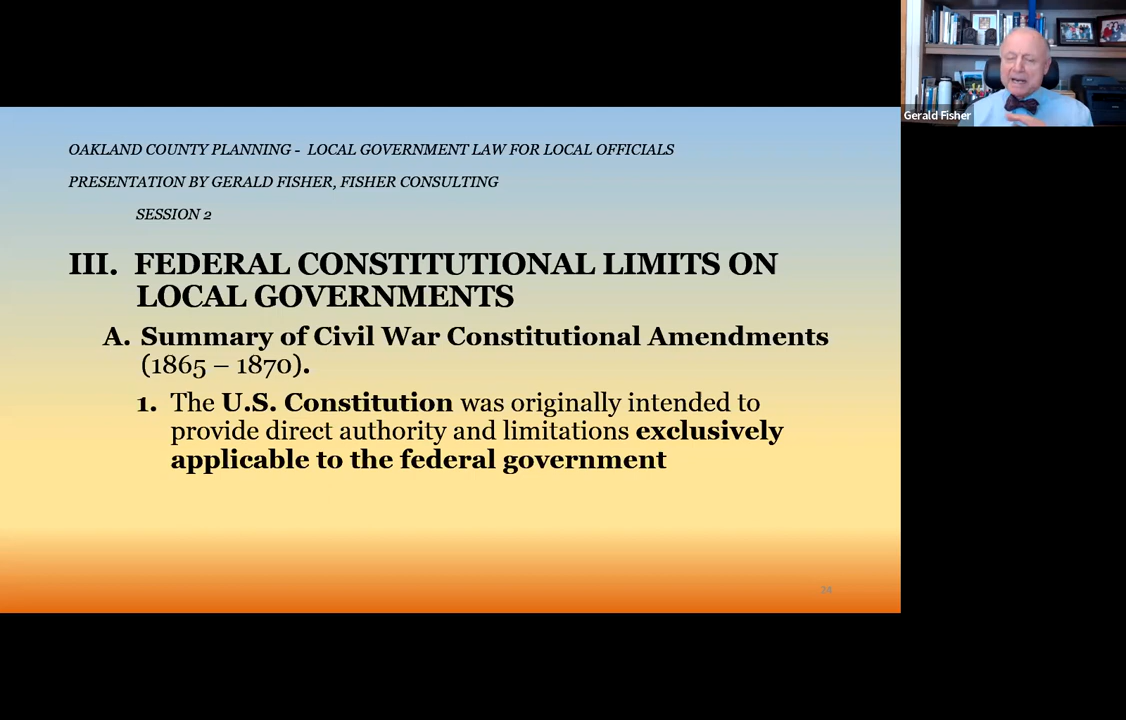 OAKLAND COUNTY PLANNING - LOCAL GOVERNMENT LAW FOR LOCAL OFFICIALS
PRESENTATION BY GERALD FISHER, FISHER CONSULTING
SESSION 2
III. FEDERAL CONSTITUTIONAL LIMITS ON
LOCAL GOVERNMENTS
A. Summary of Civil War Constitutional Amendments
(1865 – 1870).
1. The U.S. Constitution was originally intended to
provide direct authority and limitations exclusively
applicable to the federal government
24
Gerald Fisher